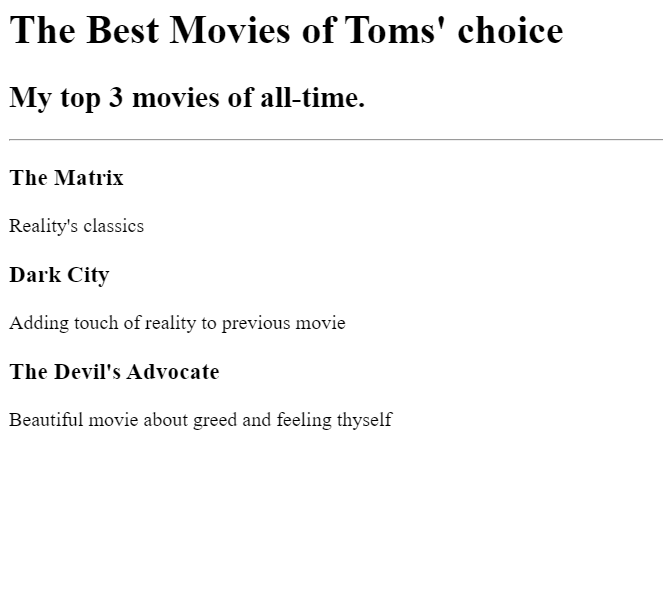 The Best Movies of Toms' choice
My top 3 movies of all-time.
The Matrix
Reality's classics
Dark City
Adding touch of reality to previous movie
The Devil's Advocate
Beautiful movie about greed and feeling thyself